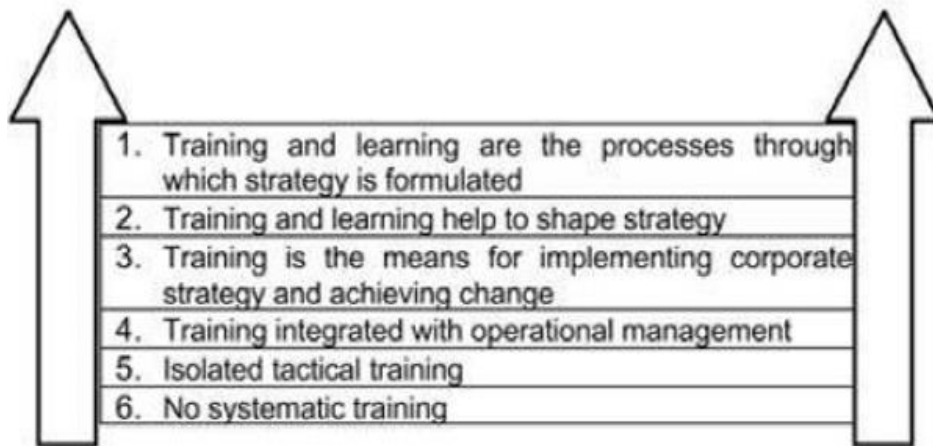 1. Training and learning are the processes through
which strategy is formulated
2. Training and learning help to shape strategy
3. Training is the means for implementing corporate
strategy and achieving change
4. Training integrated with operational management
5. Isolated tactical training
6. No systematic training